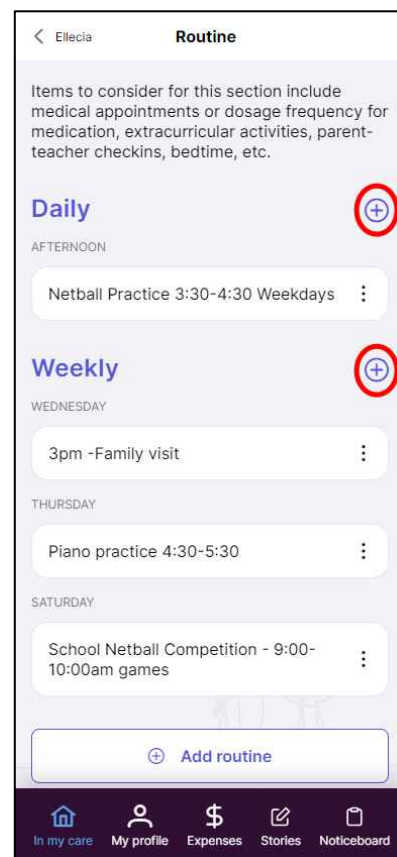 Ellecia
Routine
Items to consider for this section include
medical appointments or dosage frequency for
medication, extracurricular activities, parent-
teacher checkins, bedtime, etc.
Daily
AFTERNOON
Netball Practice 3:30-4:30 Weekdays
Weekly
WEDNESDAY
3pm -Family visit
THURSDAY
Piano practice 4:30-5:30
SATURDAY
School Netball Competition - 9:00-
10:00am games
Add routine
In my care My profile Expenses Stories Noticeboard